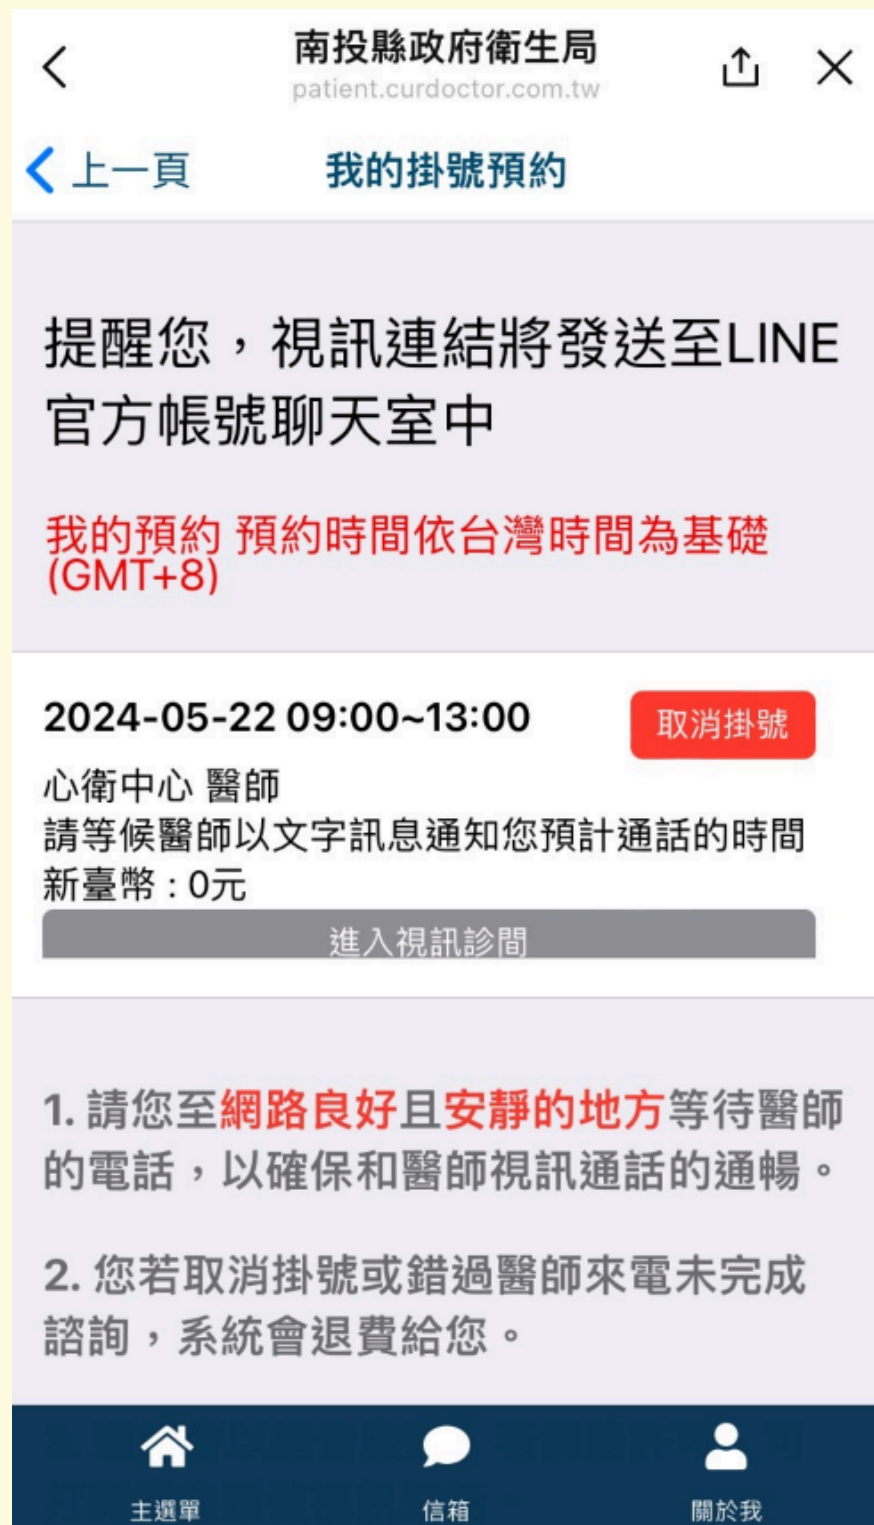 南投縣政府衛生局
patient.curdoctor.com.tw
上一頁
我的掛號預約
提醒您，視訊連結將發送至LINE
官方帳號聊天室中
我的預約 預約時間依台灣時間為基礎
(GMT+8)
2024-05-22 09:00~13:00
取消掛號
心衛中心 醫師
請等候醫師以文字訊息通知您預計通話的時間
新臺幣 : 0元
進入視訊診間
1. 請您至網路良好且安靜的地方等待醫師
的電話，以確保和醫師視訊通話的通暢。
2. 您若取消掛號或錯過醫師來電未完成
諮詢，系統會退費給您。
主選單
信箱
關於我